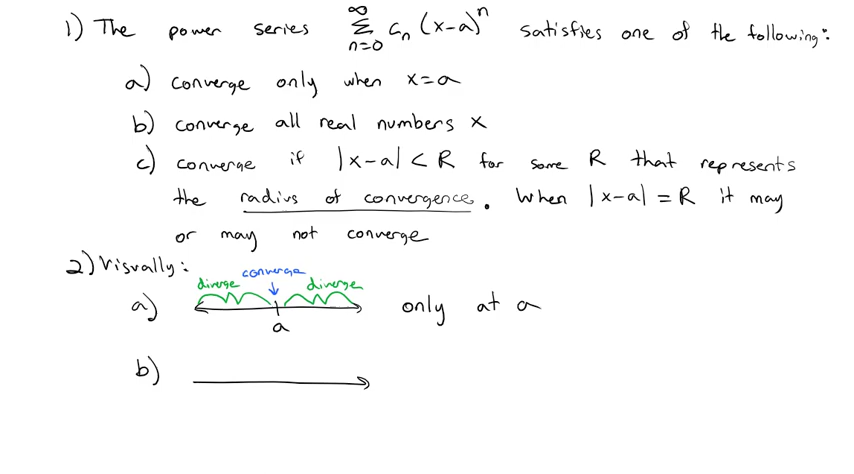 1) The power series ∞ Σ n=0 cₙ (x-a)ⁿ satisfies one of the following:
a) converge only when x=a
b) converge all real numbers x
c) converge if |x-a| < R for some R that represents
the radius of convergence. When |x-a| = R it may
or may not converge
2) Visually:
diverge converge diverge
a) only at a
a
b)